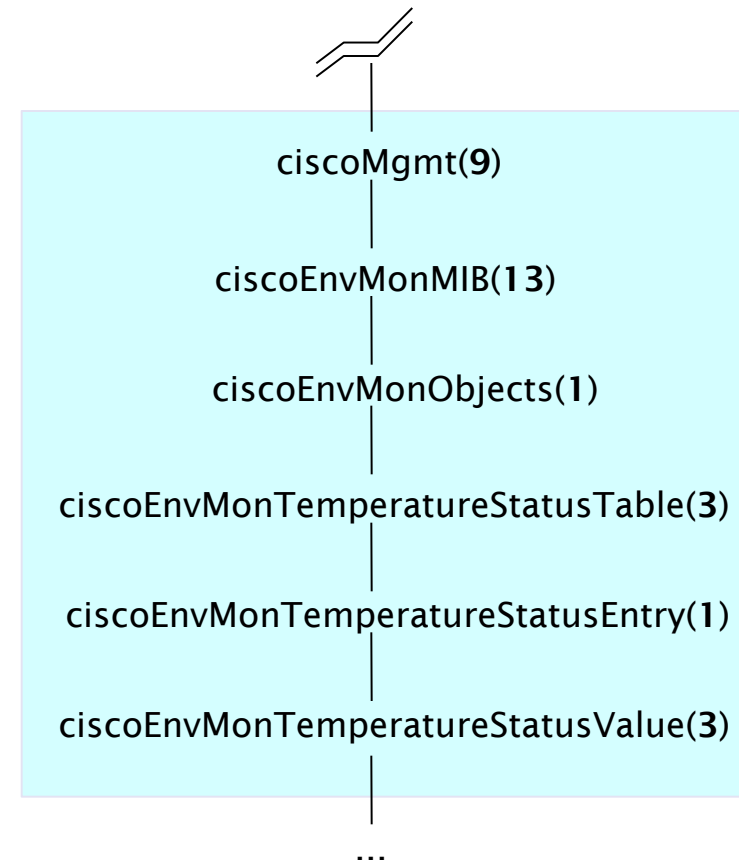 ciscoMgmt(9)
ciscoEnvMonMIB(13)
ciscoEnvMonObjects(1)
ciscoEnvMonTemperatureStatusTable(3)
ciscoEnvMonTemperatureStatusEntry(1)
ciscoEnvMonTemperatureStatusValue(3)
...